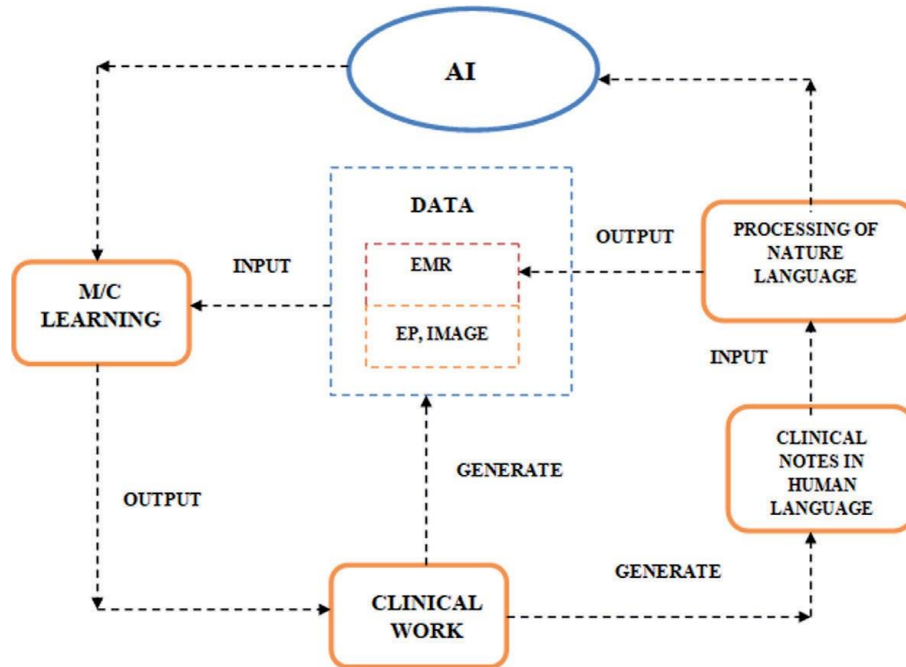 AI
DATA
EMR
EP, IMAGE
INPUT
M/C
LEARNING
OUTPUT
PROCESSING OF
NATURE
LANGUAGE
INPUT
CLINICAL
NOTES IN
HUMAN
LANGUAGE
GENERATE
OUTPUT
GENERATE
CLINICAL
WORK